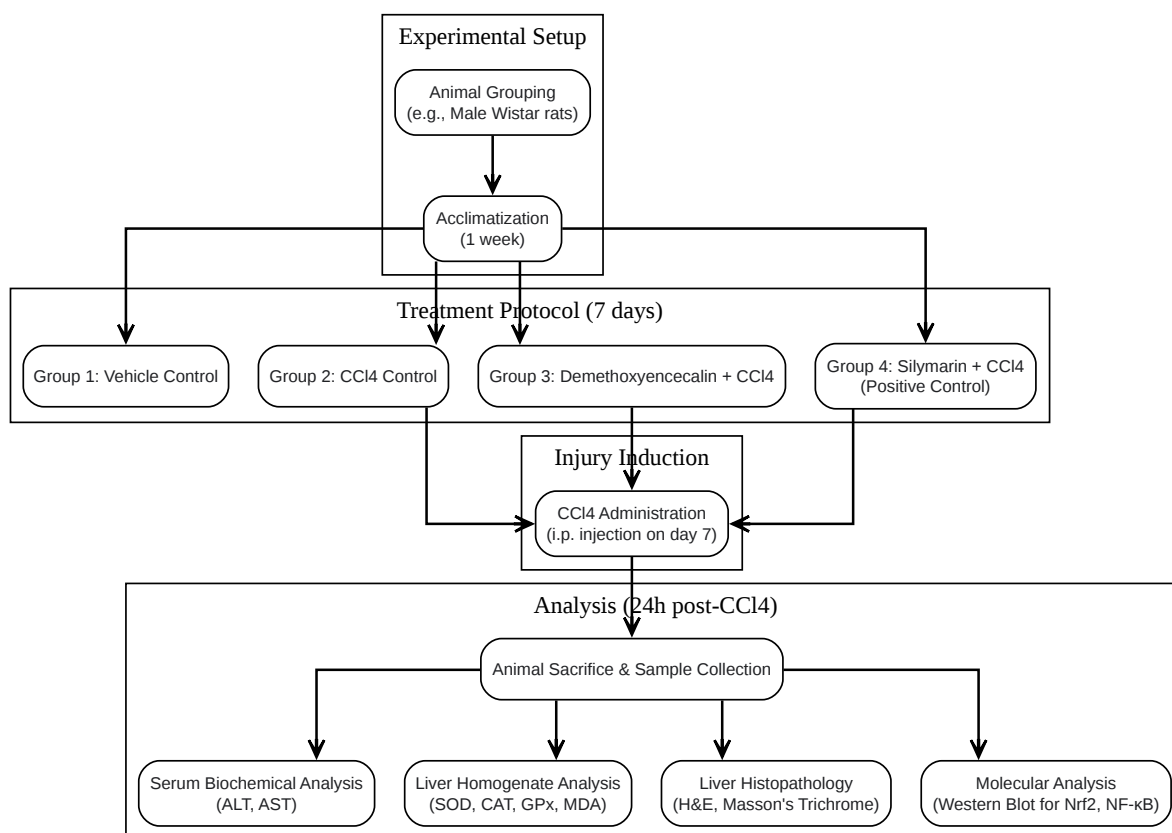 Experimental Setup
Animal Grouping
(e.g., Male Wistar rats)
Acclimatization
(1 week)
Treatment Protocol (7 days)
Group 1: Vehicle Control
Group 2: CCl4 Control
Group 3: Demethoxyencecalin + CCl4
Group 4: Silymarin + CCl4
(Positive Control)
Injury Induction
CCl4 Administration
(i.p. injection on day 7)
Analysis (24h post-CCl4)
Animal Sacrifice & Sample Collection
Serum Biochemical Analysis
(ALT, AST)
Liver Homogenate Analysis
(SOD, CAT, GPx, MDA)
Liver Histopathology
(H&E, Masson's Trichrome)
Molecular Analysis
(Western Blot for Nrf2, NF-κB)